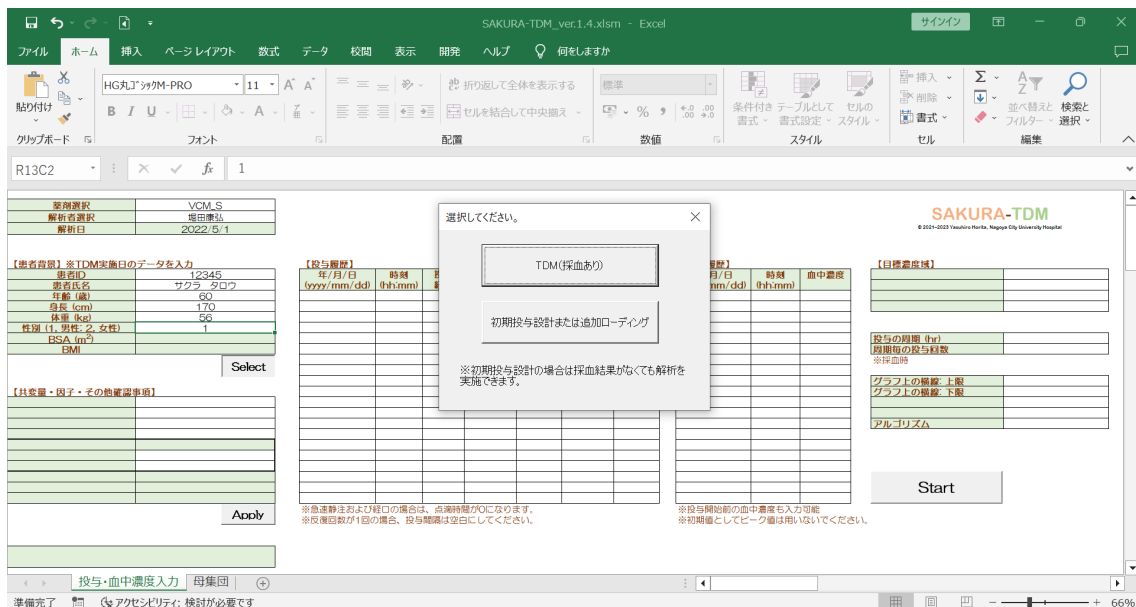 SAKURA-TDM_ver.1.4.xlsm - Excel
サインイン
ファイル ホーム 挿入 ページ レイアウト 数式 データ 校閲 表示 開発 ヘルプ 何をしますか
貼り付け
クリップボード
HG丸ｺﾞｼｯｸM-PRO 11
B I U
フォント
折り返して全体を表示する
セルを結合して中央揃え
配置
標準
数値
条件付き 書式
テーブルとして 書式設定
セルの スタイル
スタイル
挿入
削除
書式
セル
並べ替えと フィルター
検索と 選択
編集
R13C2
fx 1
薬剤選択 VCM_S
解析者選択 堀田康弘
解析日 2022/5/1
【患者背景】※TDM実施日のデータを入力
患者ID 12345
患者氏名 サクラ タロウ
年齢 (歳) 60
身長 (cm) 170
体重 (kg) 56
性別 (1, 男性; 2, 女性) 1
BSA (m²)
BMI
Select
【共変量・因子・その他確認事項】
Apply
【投与履歴】
年/月/日 時刻
(yyyy/mm/dd) (hh:mm)
※急速静注および経口の場合は、点滴時間が0になります。
※反復回数が1回の場合、投与間隔は空白にしてください。
選択してください。
TDM(採血あり)
初期投与設計または追加ローディング
※初期投与設計の場合は採血結果がなくても解析を
実施できます。
時刻 血中濃度
(hh:mm)
※投与開始前の血中濃度も入力可能
※初期値としてピーク値は用いないでください。
SAKURA-TDM
© 2021-2023 Yasuhiro Horita, Nagoya City University Hospital
【目標濃度域】
投与の周期 (hr)
周期毎の投与回数
※採血時
グラフ上の横線: 上限
グラフ上の横線: 下限
アルゴリズム
Start
投与・血中濃度入力 母集団
準備完了 アクセシビリティ: 検討が必要です
66%